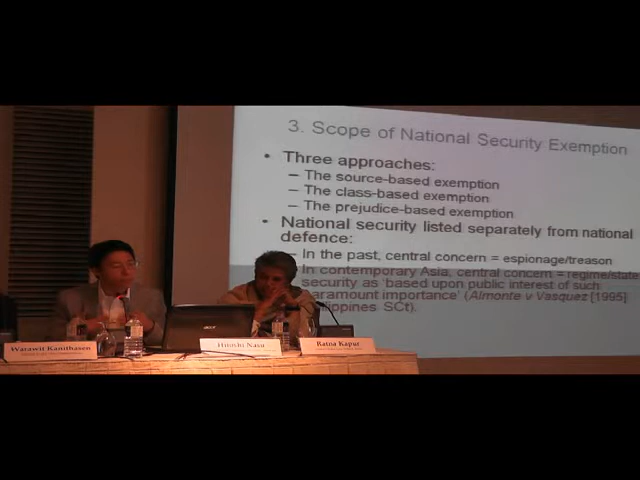 3. Scope of National Security Exemption
• Three approaches:
– The source-based exemption
– The class-based exemption
– The prejudice-based exemption
• National security listed separately from national
defence:
– In the past, central concern = espionage/treason
In contemporary Asia, central concern = regime/state
security as 'based upon public interest of such
paramount importance' (Almonte v Vasquez [1995]
SCt).
acer
Warawit Kanithasen
Hitoshi Nasu
Ratna Kapur